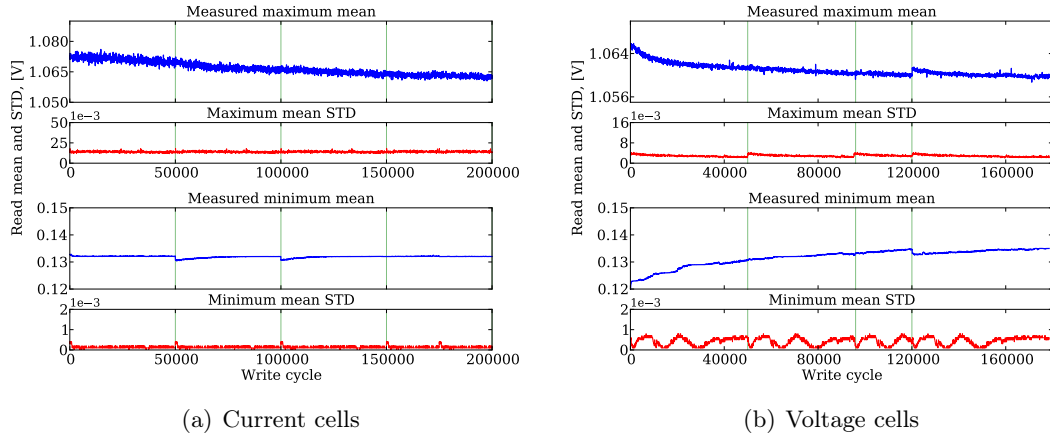 Measured maximum mean
1.080
1.065
1.050
Maximum mean STD
1e−3
50
25
0
0 50000 100000 150000 200000
Measured minimum mean
0.15
0.14
0.13
0.12
Minimum mean STD
1e−3
2
1
0
0 50000 100000 150000 200000
Write cycle
Read mean and STD, [V]
(a) Current cells
Measured maximum mean
1.064
1.056
Maximum mean STD
1e−3
16
8
0
0 40000 80000 120000 160000
Measured minimum mean
0.15
0.14
0.13
0.12
Minimum mean STD
1e−3
2
1
0
0 40000 80000 120000 160000
Write cycle
Read mean and STD, [V]
(b) Voltage cells